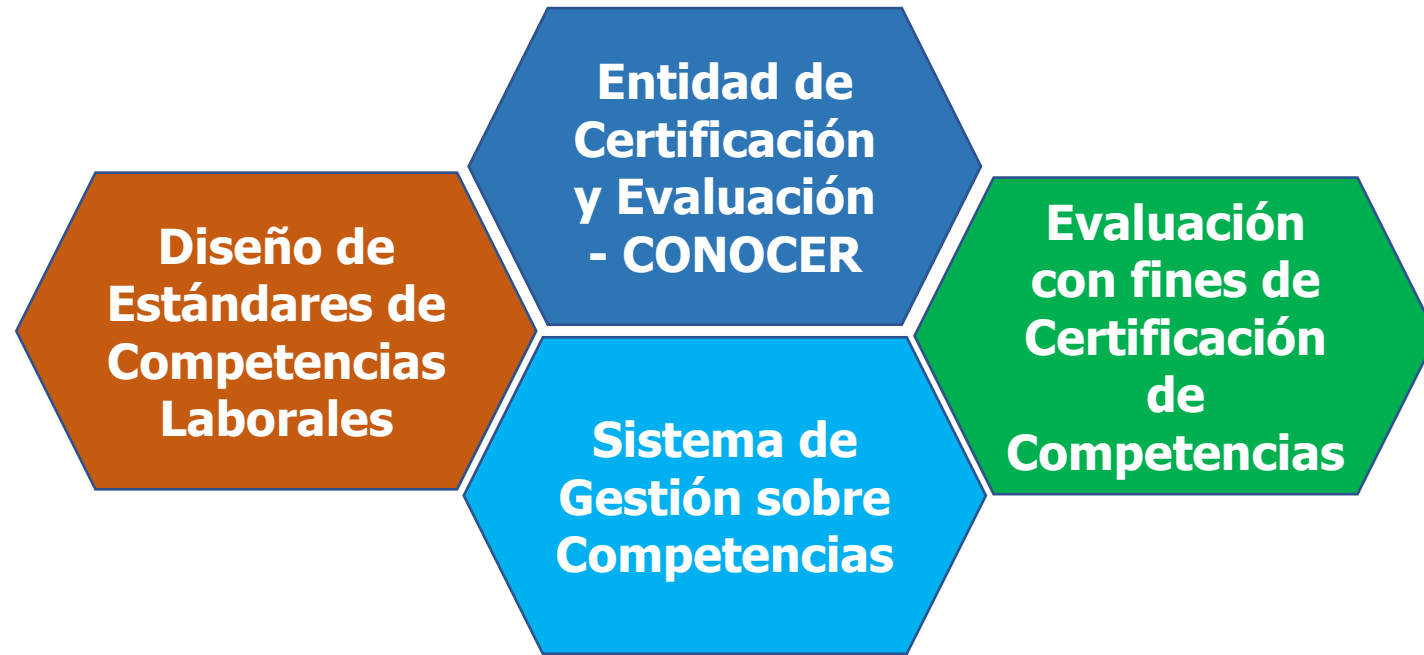 Entidad de
Certificación
y Evaluación
- CONOCER
Diseño de
Estándares de
Competencias
Laborales
Evaluación
con fines de
Certificación
de
Competencias
Sistema de
Gestión sobre
Competencias